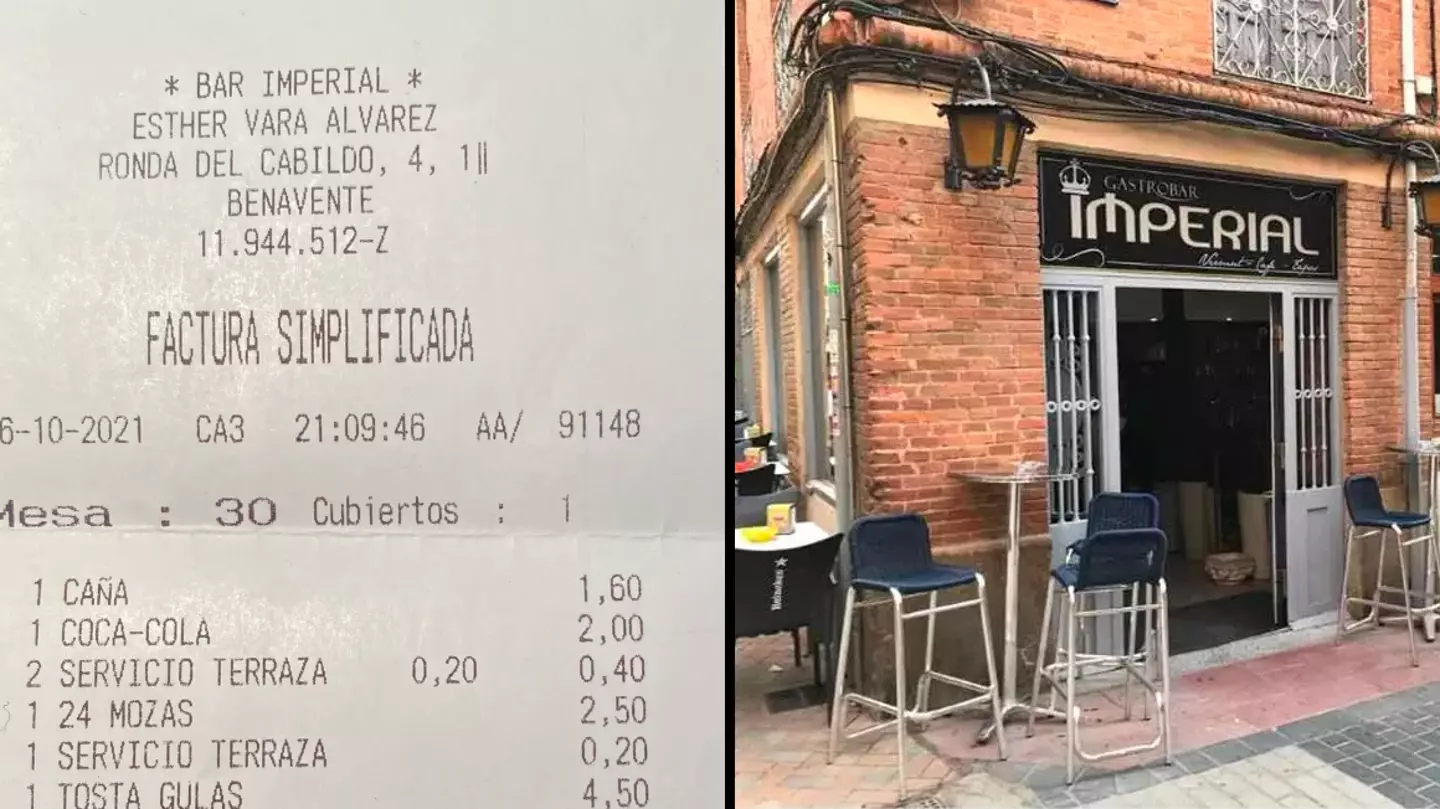 * BAR IMPERIAL *
ESTHER VARA ALVAREZ
RONDA DEL CABILDO, 4, 1||
BENAVENTE
11.944.512-Z
FACTURA SIMPLIFICADA
6-10-2021 CA3 21:09:46 AA/ 91148
Mesa : 30 Cubiertos : 1
1 CAÑA 1,60
1 COCA-COLA 2,00
2 SERVICIO TERRAZA 0,20 0,40
1 24 MOZAS 2,50
1 SERVICIO TERRAZA 0,20
1 TOSTA GULAS 4,50
GASTROBAR
IMPERIAL
Vermut - Café - Tapas
Heineken